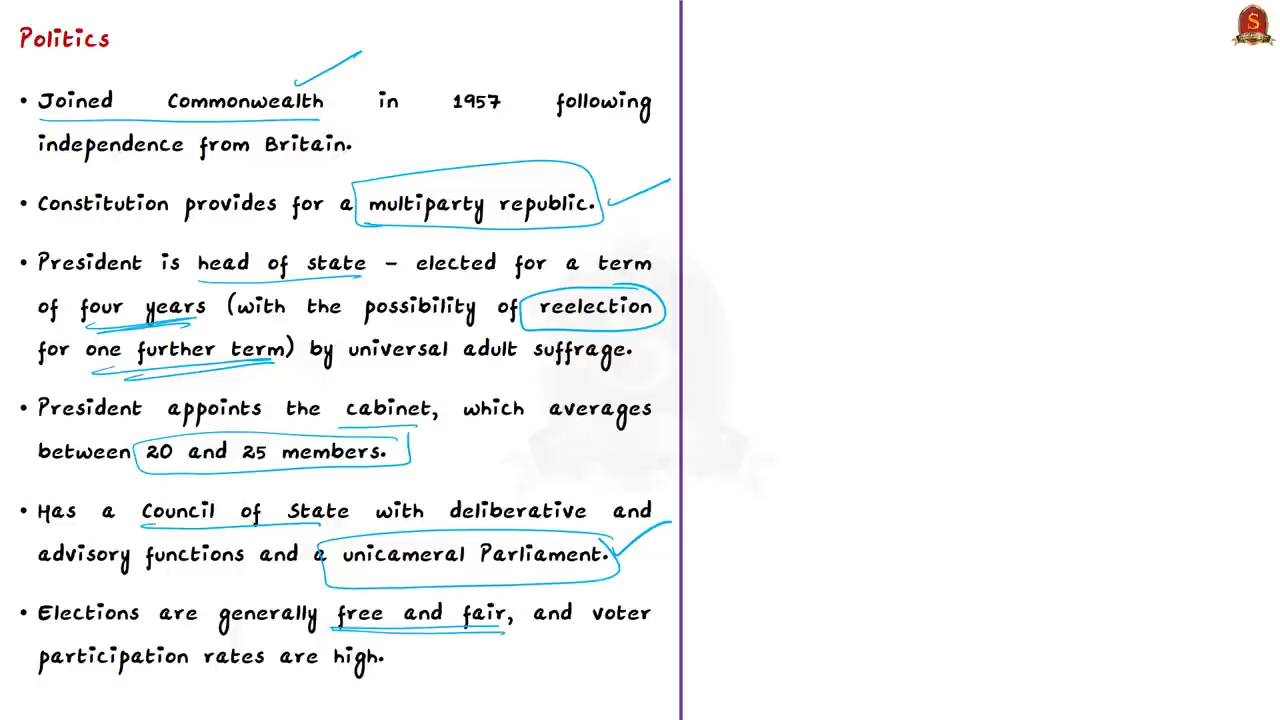 Politics
• Joined Commonwealth in 1957 following
independence from Britain.
• Constitution provides for a multiparty republic.
• President is head of state – elected for a term
of four years (with the possibility of reelection
for one further term) by universal adult suffrage.
• President appoints the cabinet, which averages
between 20 and 25 members.
• Has a Council of State with deliberative and
advisory functions and a unicameral Parliament.
• Elections are generally free and fair, and voter
participation rates are high.
S